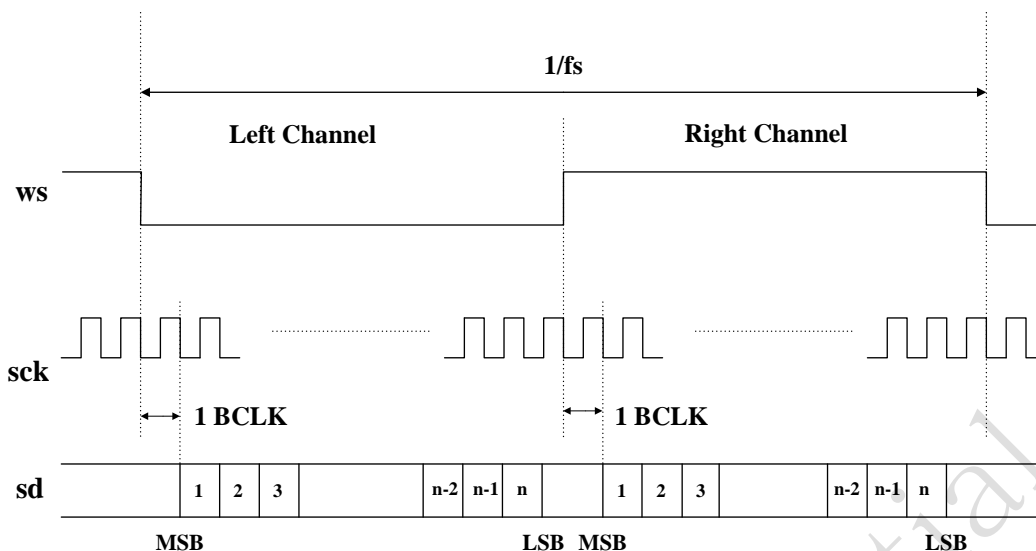 1/fs
Left Channel Right Channel
ws
sck
1 BCLK 1 BCLK
sd 1 2 3 n-2 n-1 n 1 2 3 n-2 n-1 n
MSB LSB MSB LSB